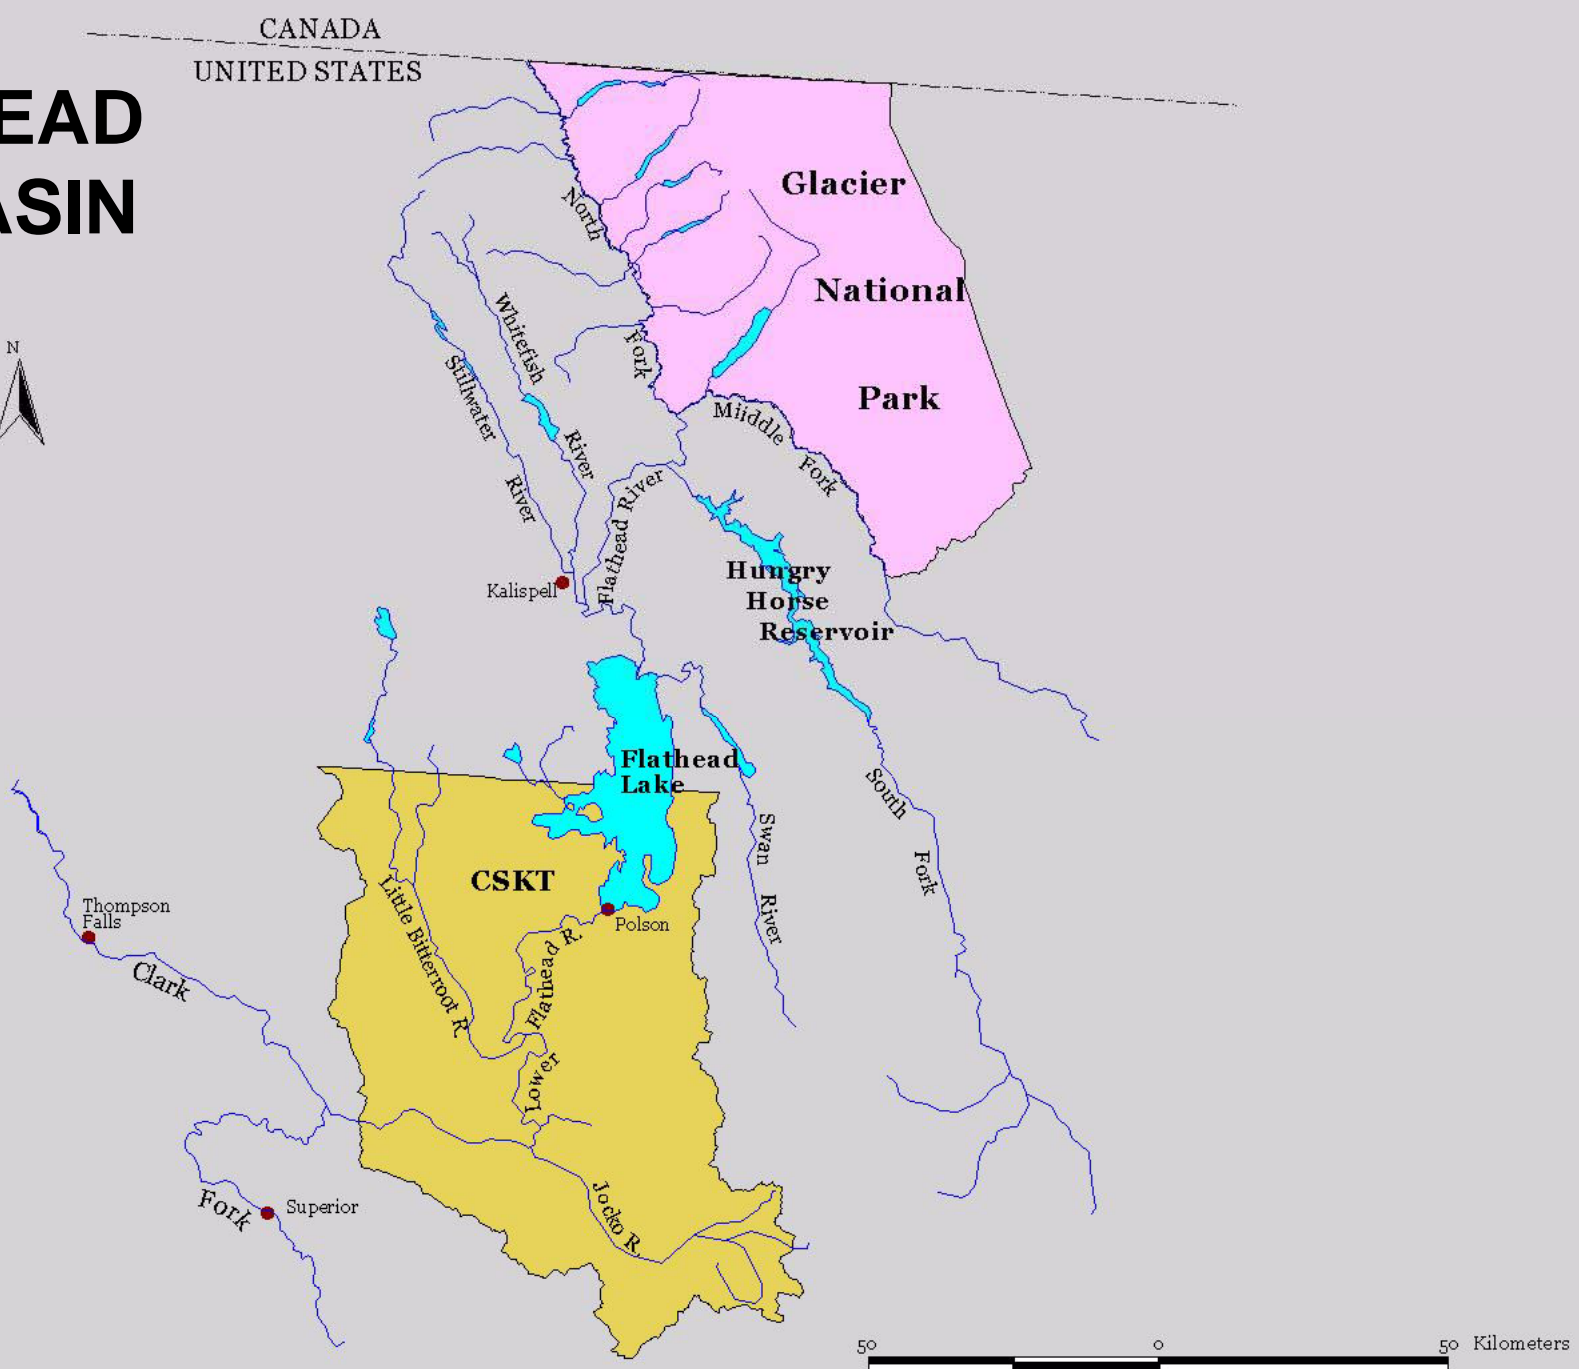 CANADA
UNITED STATES
EAD
ASIN
N
Glacier
National
Park
North
Fork
Whitefish
River
Stillwater
River
Miiddle
Fork
Flathead River
Kalispell
Hungry
Horse
Reservoir
Flathead
Lake
South
Fork
Swan
River
CSKT
Polson
Little Bitterroot R.
Flathead R.
Lower
Thompson
Falls
Clark
Fork
Superior
Jocko R.
50 0 50 Kilometers